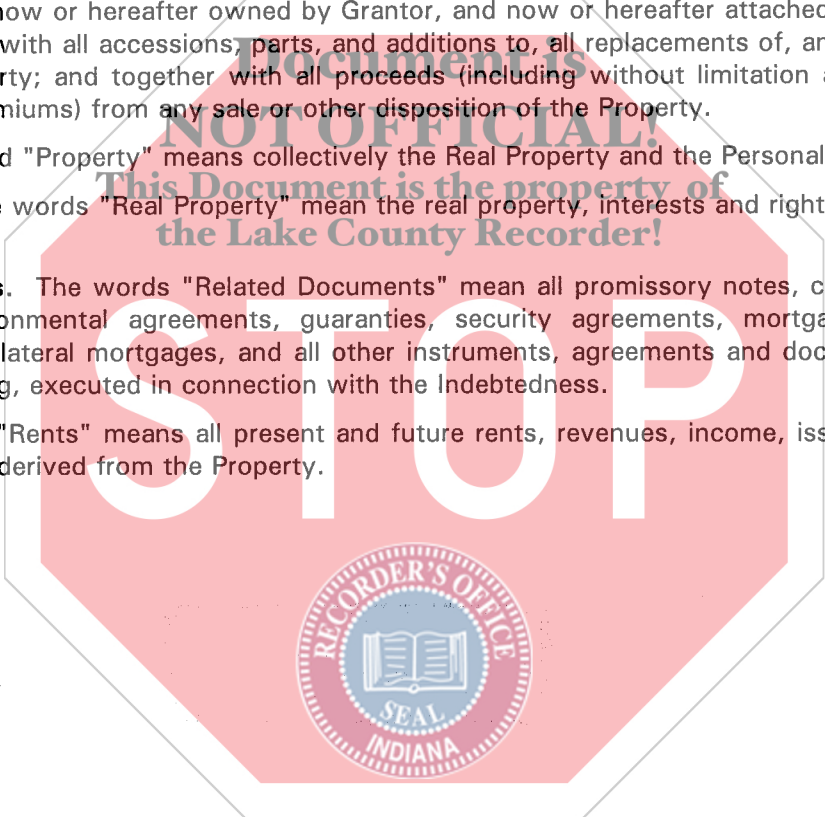 now or hereafter owned by Grantor, and now or hereafter attached
with all accessions, parts, and additions to, all replacements of, an
rty; and together with all proceeds (including without limitation a
miums) from any sale or other disposition of the Property.
Document is
NOT OFFICIAL!
d "Property" means collectively the Real Property and the Personal
This Document is the property of
e words "Real Property" mean the real property, interests and right
the Lake County Recorder!
s. The words "Related Documents" mean all promissory notes, c
onmental agreements, guaranties, security agreements, mortga
lateral mortgages, and all other instruments, agreements and doc
g, executed in connection with the Indebtedness.
"Rents" means all present and future rents, revenues, income, iss
derived from the Property.
STOP
RECORDER'S OFFICE
SEAL
INDIANA